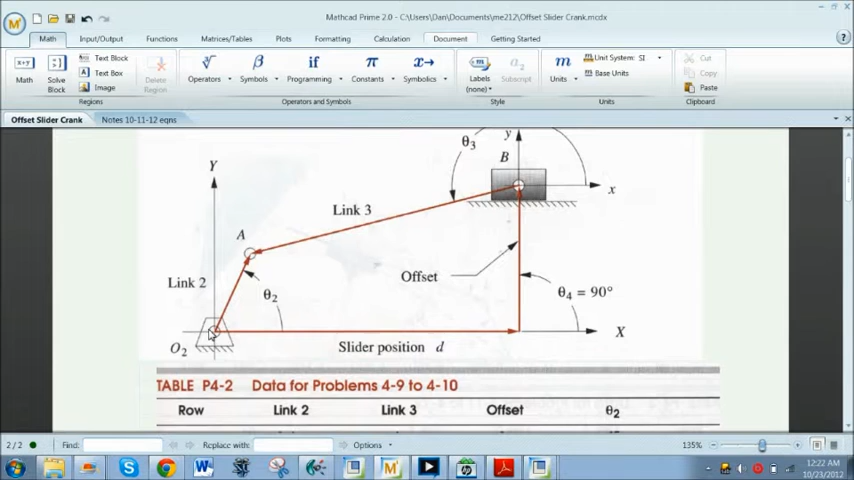 Mathcad Prime 2.0 - C:\Users\Dan\Documents\me212\Offset Slider Crank.mcdx
Math Input/Output Functions Matrices/Tables Plots Formatting Calculation Document Getting Started
Math
Solve Block
Text Block
Text Box
Image
Delete Region
Operators
Symbols
Programming
Constants
Symbolics
Labels (none)
Subscript
Units
Unit System: SI
Base Units
Cut
Copy
Paste
Regions Operators and Symbols Style Units Clipboard
Offset Slider Crank Notes 10-11-12 eqns
y
θ3
B
Y
x
Link 3
A
Offset
Link 2
θ2
θ4 = 90°
X
O2
Slider position d
TABLE P4-2 Data for Problems 4-9 to 4-10
Row Link 2 Link 3 Offset θ2
2/2 Find: Replace with: Options 135%
12:22 AM
10/23/2012